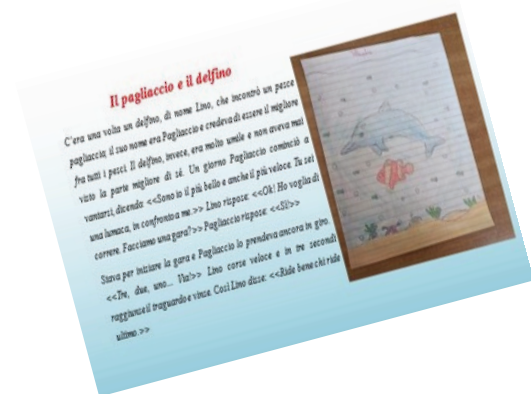 Il pagliaccio e il delfino
C'era una volta un delfino, di nome Lino, che incontrò un pesce
pagliaccio; il suo nome era Pagliaccio e credeva di essere il migliore
fra tutti i pesci. Il delfino, invece, era molto umile e non aveva mai
visto la parte migliore di sé. Un giorno Pagliaccio cominciò a
vantarsi, dicendo: <<Sono io il più bello e anche il più veloce. Tu sei
una lumaca, in confronto a me.>> Lino rispose: <<Ok! Ho voglia di
correre. Facciamo una gara?>> Pagliaccio rispose: <<Sì!>>
Stava per iniziare la gara e Pagliaccio lo prendeva ancora in giro.
<<Tre, due, uno... Via!>> Lino corse veloce e in tre secondi
raggiunse il traguardo e vinse. Così Lino disse: <<Ride bene chi ride
ultimo.>>